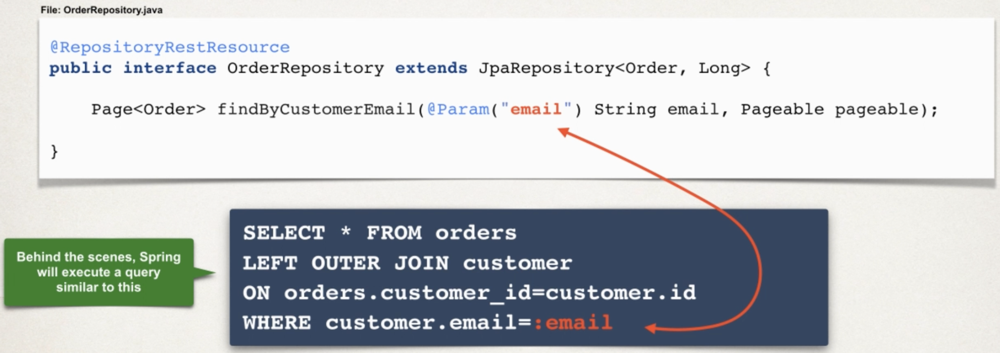 File: OrderRepository.java
@RepositoryRestResource
public interface OrderRepository extends JpaRepository<Order, Long> {
Page<Order> findByCustomerEmail(@Param("email") String email, Pageable pageable);
}
Behind the scenes, Spring
will execute a query
similar to this
SELECT * FROM orders
LEFT OUTER JOIN customer
ON orders.customer_id=customer.id
WHERE customer.email=:email